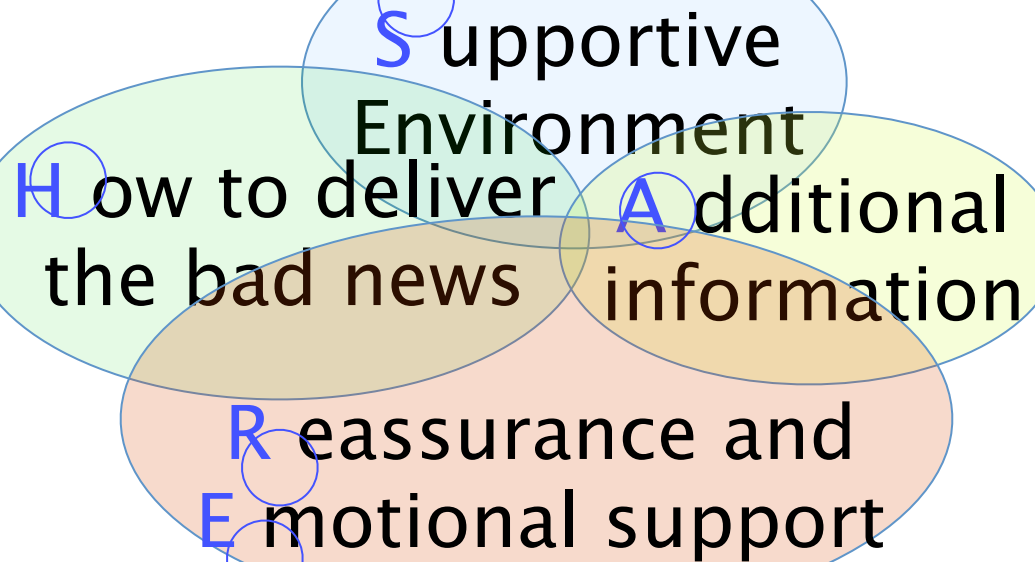 S upportive
Environment
H ow to deliver
the bad news
A dditional
information
R eassurance and
E motional support